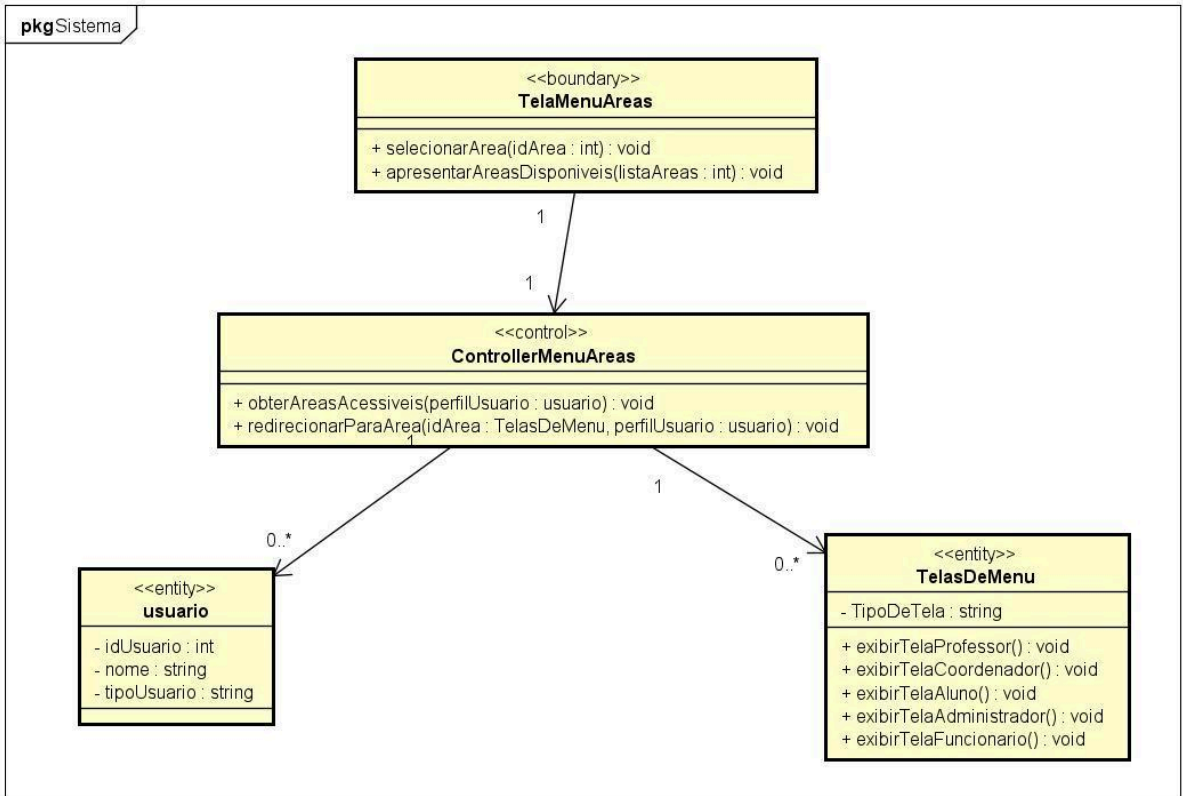 pkgSistema
<<boundary>>
TelaMenuAreas
+ selecionarArea(idArea : int) : void
+ apresentarAreasDisponiveis(listaAreas : int) : void
1
1
<<control>>
ControllerMenuAreas
+ obterAreasAcessiveis(perfilUsuario : usuario) : void
+ redirecionarParaArea(idArea : TelasDeMenu, perfilUsuario : usuario) : void
1
1
0..*
0..*
<<entity>>
usuario
- idUsuario : int
- nome : string
- tipoUsuario : string
<<entity>>
TelasDeMenu
- TipoDeTela : string
+ exibirTelaProfessor() : void
+ exibirTelaCoordenador() : void
+ exibirTelaAluno() : void
+ exibirTelaAdministrador() : void
+ exibirTelaFuncionario() : void